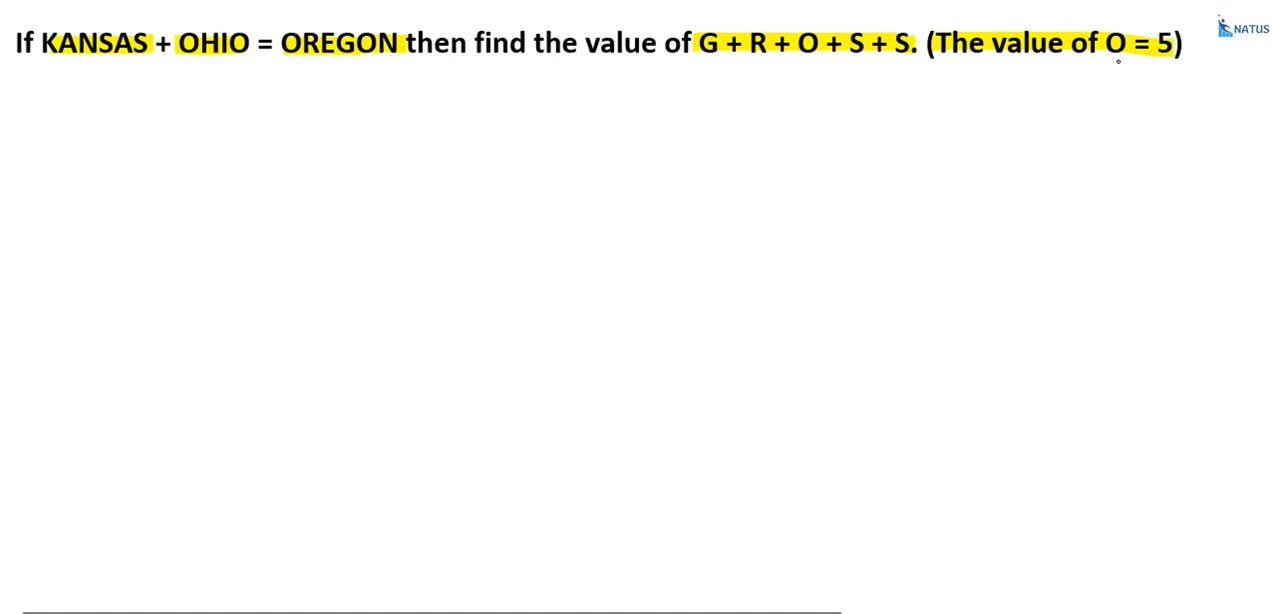 If KANSAS + OHIO = OREGON then find the value of G + R + O + S + S. (The value of O = 5)
NATUS